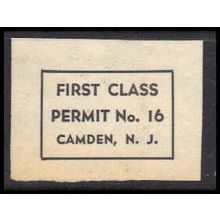 FIRST CLASS
PERMIT No. 16
CAMDEN, N. J.